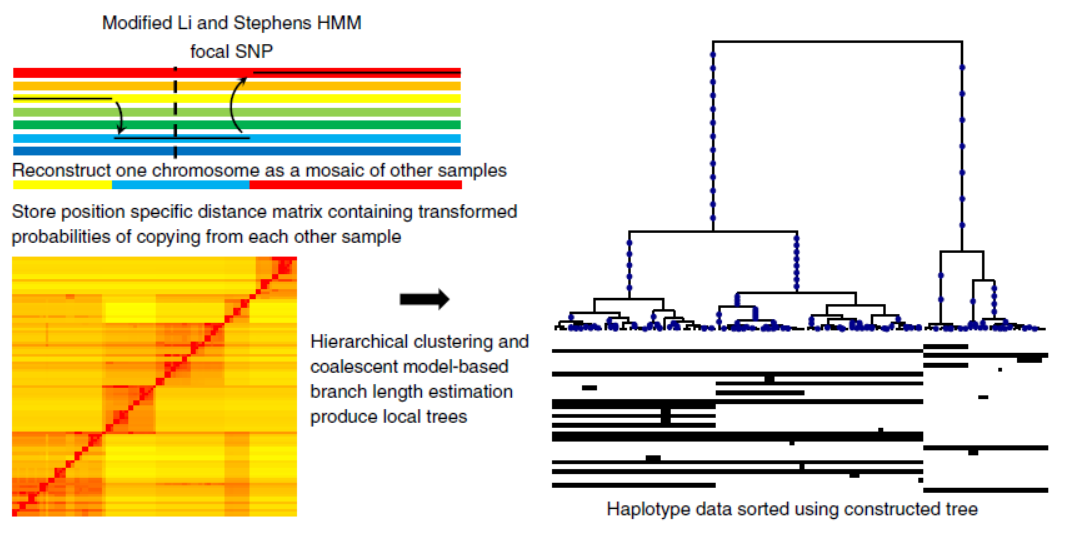 Modified Li and Stephens HMM
focal SNP
Reconstruct one chromosome as a mosaic of other samples
Store position specific distance matrix containing transformed
probabilities of copying from each other sample
Hierarchical clustering and
coalescent model-based
branch length estimation
produce local trees
Haplotype data sorted using constructed tree